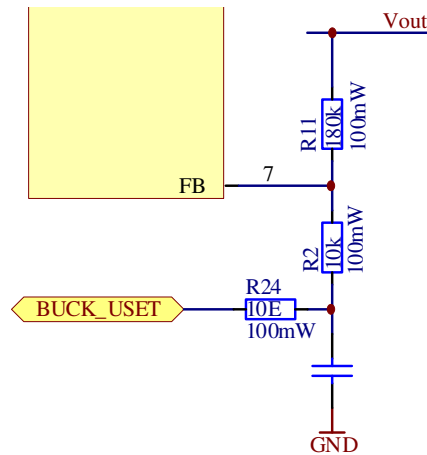 Vout
R11
180k
100mW
7
FB
R2
10k
100mW
R24
BUCK_USET
10E
100mW
GND